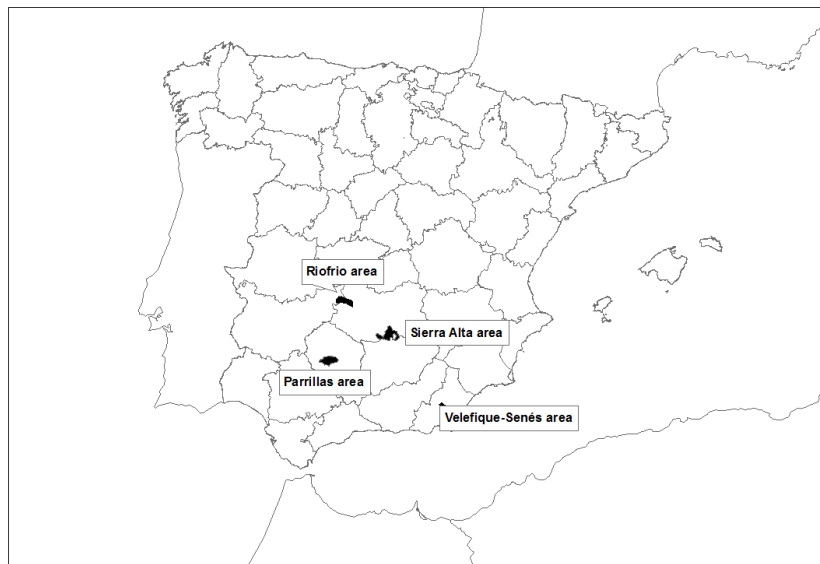 Riofrio area
Sierra Alta area
Parrillas area
Velefique-Senés area